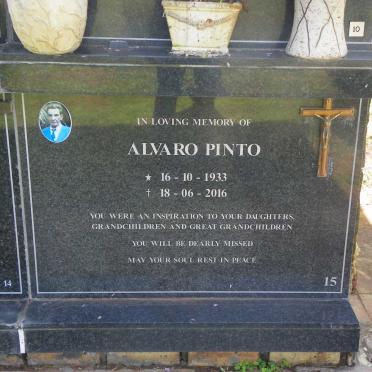 10
IN LOVING MEMORY OF
ALVARO PINTO
★ 16 - 10 - 1933
† 18 - 06 - 2016
YOU WERE AN INSPIRATION TO YOUR DAUGHTERS,
GRANDCHILDREN AND GREAT GRANDCHILDREN
YOU WILL BE DEARLY MISSED
MAY YOUR SOUL REST IN PEACE
14
15